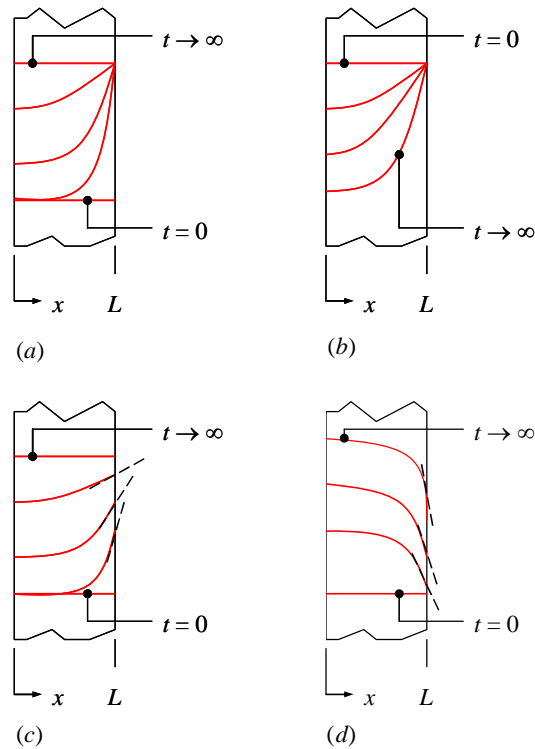 t → ∞
t = 0
x
L
(a)
t = 0
t → ∞
x
L
(b)
t → ∞
t = 0
x
L
(c)
t → ∞
t = 0
x
L
(d)